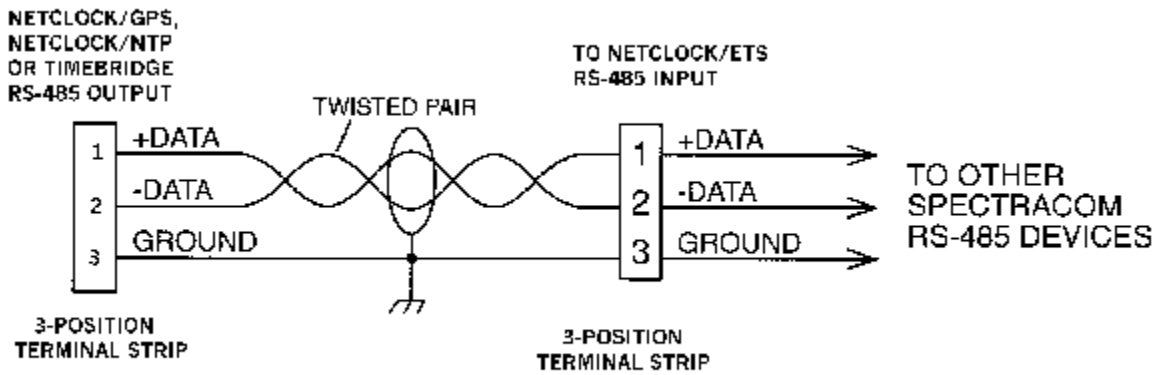 NETCLOCK/GPS,
NETCLOCK/NTP
OR TIMEBRIDGE
RS-485 OUTPUT
TO NETCLOCK/ETS
RS-485 INPUT
TWISTED PAIR
1
+DATA
2
-DATA
3
GROUND
1
+DATA
2
-DATA
3
GROUND
TO OTHER
SPECTRACOM
RS-485 DEVICES
3-POSITION
TERMINAL STRIP
3-POSITION
TERMINAL STRIP